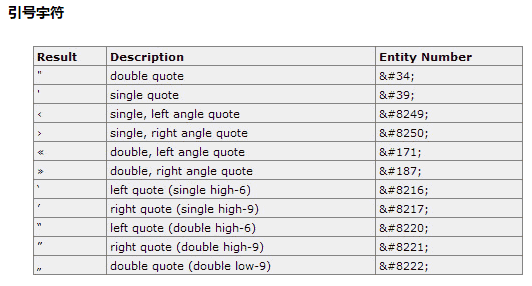 引号字符
Result Description Entity Number
" double quote &#34;
' single quote &#39;
‹ single, left angle quote &#8249;
› single, right angle quote &#8250;
« double, left angle quote &#171;
» double, right angle quote &#187;
‘ left quote (single high-6) &#8216;
’ right quote (single high-9) &#8217;
“ left quote (double high-6) &#8220;
” right quote (double high-9) &#8221;
„ double quote (double low-9) &#8222;